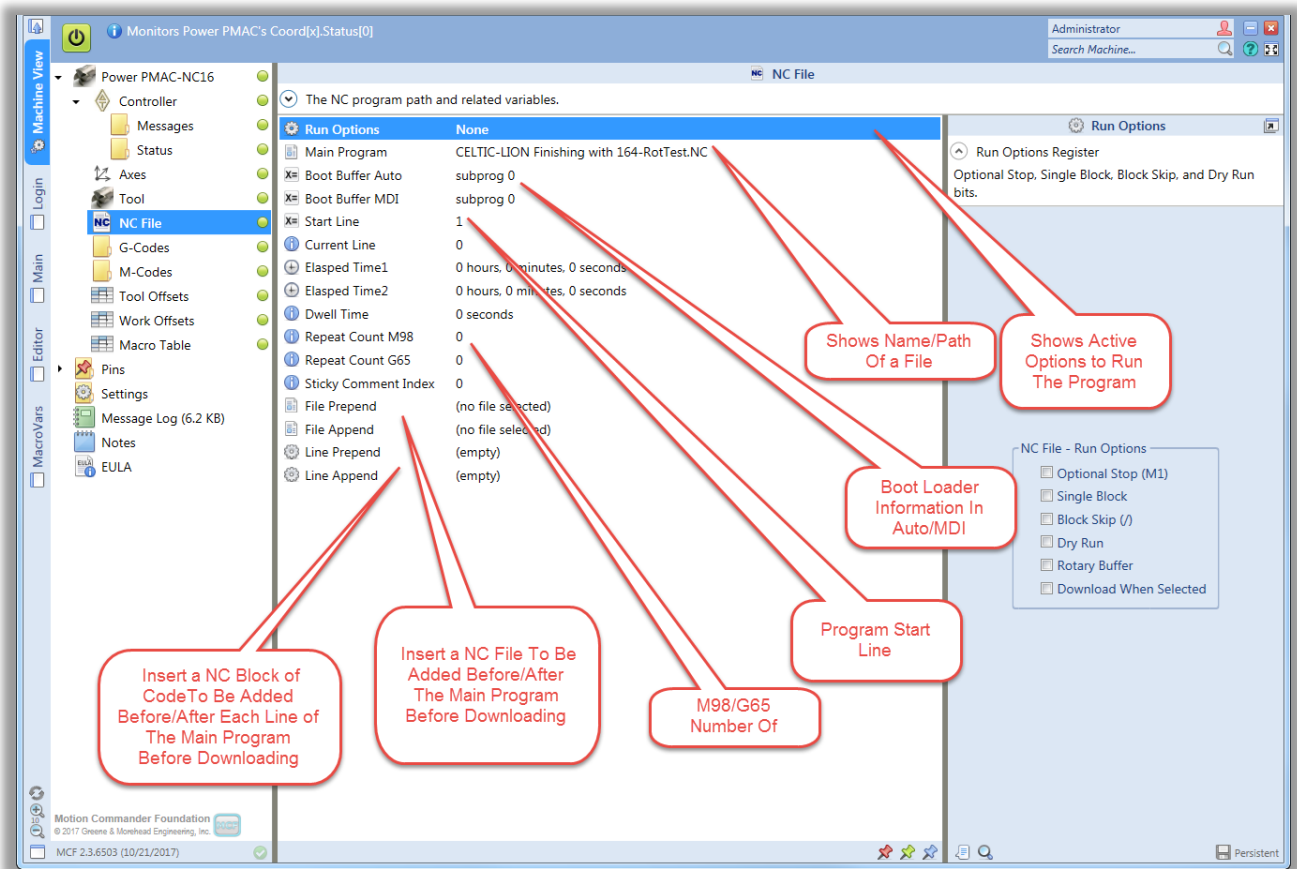 Monitors Power PMAC's Coord[x].Status[0]
Administrator
Search Machine...
Machine View
Login
Main
Editor
MacroVars
Power PMAC-NC16
Controller
Messages
Status
Axes
Tool
NC NC File
G-Codes
M-Codes
Tool Offsets
Work Offsets
Macro Table
Pins
Settings
Message Log (6.2 KB)
Notes
EULA EULA
NC NC File
The NC program path and related variables.
Run Options None
Main Program CELTIC-LION Finishing with 164-RotTest.NC
X= Boot Buffer Auto subprog 0
X= Boot Buffer MDI subprog 0
X= Start Line 1
Current Line 0
Elasped Time1 0 hours, 0 minutes, 0 seconds
Elasped Time2 0 hours, 0 minutes, 0 seconds
Dwell Time 0 seconds
Repeat Count M98 0
Repeat Count G65 0
Sticky Comment Index 0
File Prepend (no file selected)
File Append (no file selected)
Line Prepend (empty)
Line Append (empty)
Run Options
Run Options Register
Optional Stop, Single Block, Block Skip, and Dry Run
bits.
NC File - Run Options
Optional Stop (M1)
Single Block
Block Skip (/)
Dry Run
Rotary Buffer
Download When Selected
Shows Name/Path
Of a File
Shows Active
Options to Run
The Program
Boot Loader
Information In
Auto/MDI
Program Start
Line
M98/G65
Number Of
Insert a NC File To Be
Added Before/After
The Main Program
Before Downloading
Insert a NC Block of
CodeTo Be Added
Before/After Each Line of
The Main Program
Before Downloading
Motion Commander Foundation
© 2017 Greene & Morehead Engineering, Inc.
MCF 2.3.6503 (10/21/2017)
Persistent